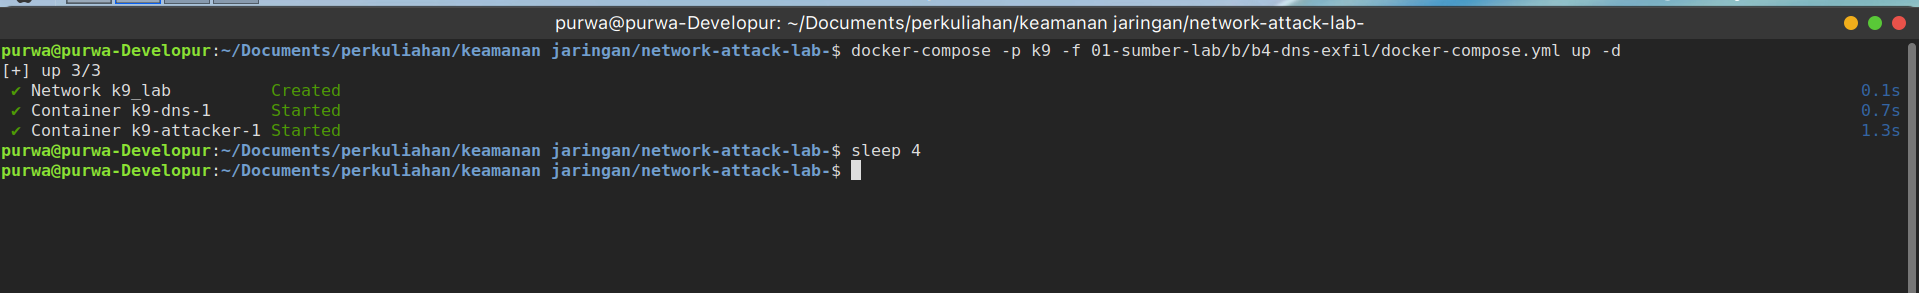 purwa@purwa-Developur: ~/Documents/perkuliahan/keamanan jaringan/network-attack-lab-
purwa@purwa-Developur:~/Documents/perkuliahan/keamanan jaringan/network-attack-lab-$ docker-compose -p k9 -f 01-sumber-lab/b/b4-dns-exfil/docker-compose.yml up -d
[+] up 3/3
✔ Network k9_lab Created 0.1s
✔ Container k9-dns-1 Started 0.7s
✔ Container k9-attacker-1 Started 1.3s
purwa@purwa-Developur:~/Documents/perkuliahan/keamanan jaringan/network-attack-lab-$ sleep 4
purwa@purwa-Developur:~/Documents/perkuliahan/keamanan jaringan/network-attack-lab-$